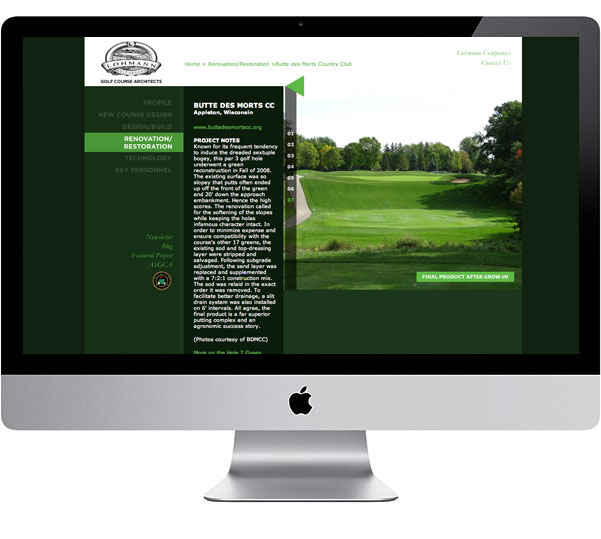 LOHMANN
GOLF COURSE ARCHITECTS
Home > Renovation/Restoration >Butte des Morts Country Club
Lohmann Companies
Contact Us
PROFILE
NEW COURSE DESIGN
DESIGN/BUILD
RENOVATION/
RESTORATION
TECHNOLOGY
KEY PERSONNEL
Newsletter
Blog
Featured Project
ASGCA
BUTTE DES MORTS CC
Appleton, Wisconsin
www.buttedesmortscc.org
PROJECT NOTES
Known for its frequent tendency
to induce the dreaded sextuple
bogey, this par 3 golf hole
underwent a green
reconstruction in Fall of 2008.
The existing surface was so
slopey that putts often ended
up off the front of the green
and 20' down the approach
embankment. Hence the high
scores. The renovation called
for the softening of the slopes
while keeping the holes
infamous character intact. In
order to minimize expense and
ensure compatibility with the
course's other 17 greens, the
existing sod and top-dressing
layer were stripped and
salvaged. Following subgrade
adjustment, the sand layer was
replaced and supplemented
with a 7:2:1 construction mix.
The sod was relaid in the exact
order it was removed. To
facilitate better drainage, a slit
drain system was also installed
on 6' intervals. All agree, the
final product is a far superior
putting complex and an
agronomic success story.
(Photos courtesy of BDMCC)
More on the Hole 7 Green
01
02
03
04
05
06
07
FINAL PRODUCT AFTER GROW-IN